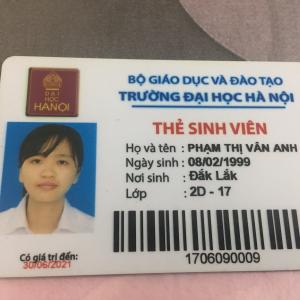 ĐẠI
HỌC
HANỘI
BỘ GIÁO DỤC VÀ ĐÀO TẠO
TRƯỜNG ĐẠI HỌC HÀ NỘI
THẺ SINH VIÊN
Họ và tên : PHẠM THỊ VÂN ANH
Ngày sinh : 08/02/1999
Nơi sinh : Đắk Lắk
Lớp : 2D - 17
Có giá trị đến:
30/06/2021
1706090009